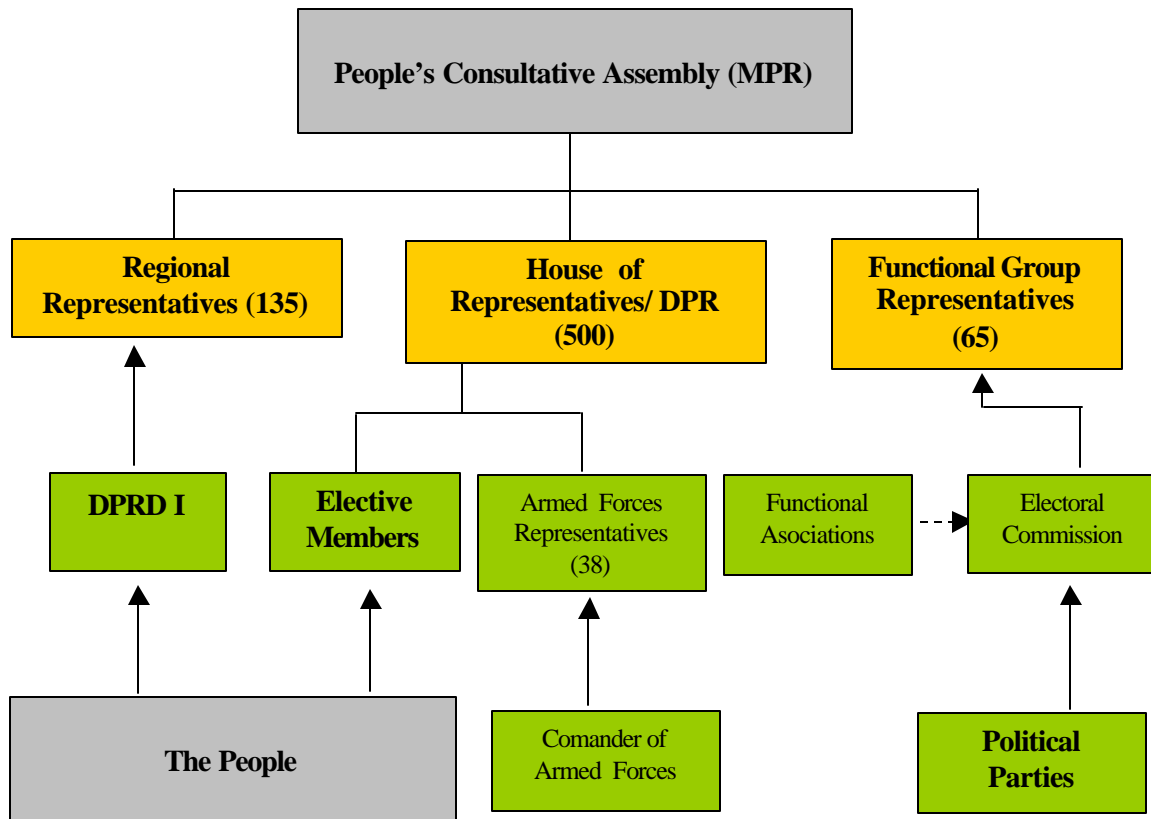 People’s Consultative Assembly (MPR)
Regional
Representatives (135)
House of
Representatives/ DPR
(500)
Functional Group
Representatives
(65)
DPRD I
Elective
Members
Armed Forces
Representatives
(38)
Functional
Asociations
Electoral
Commission
The People
Comander of
Armed Forces
Political
Parties